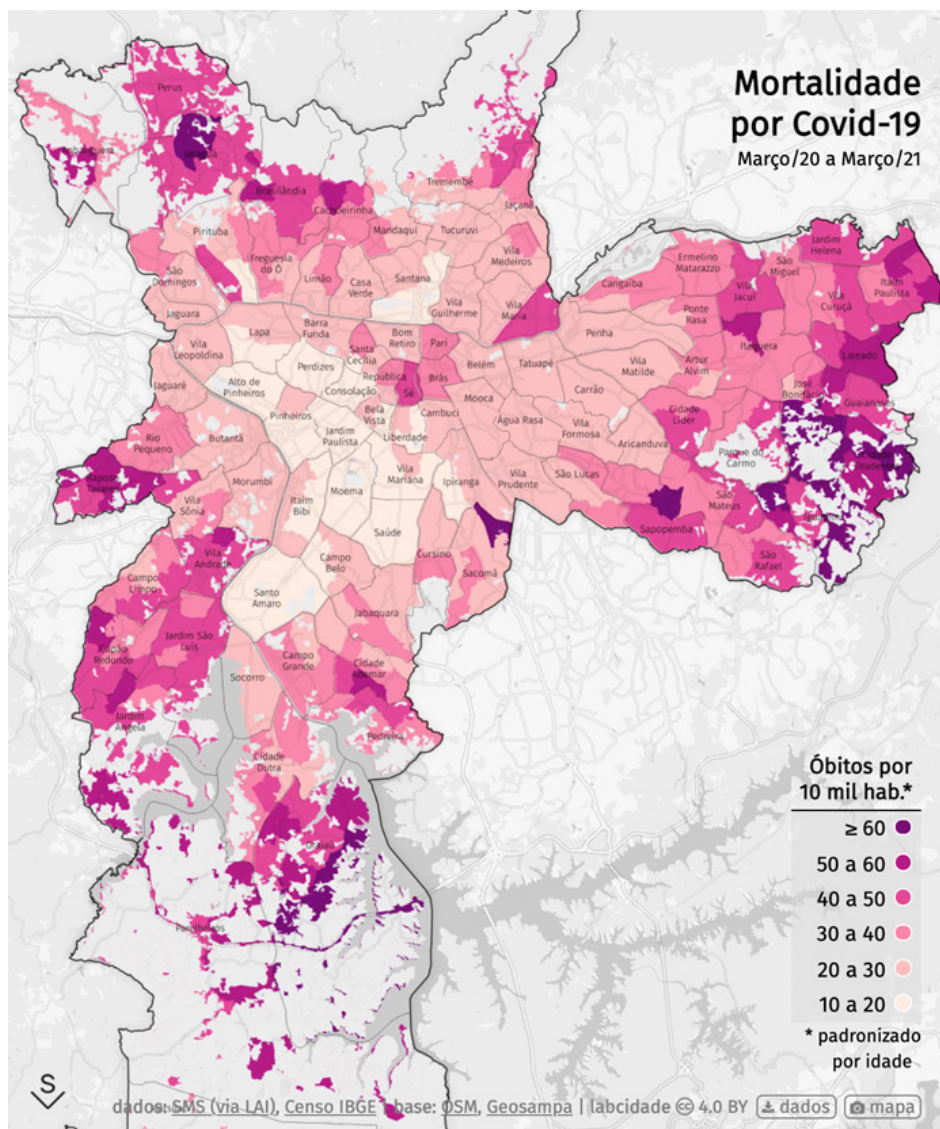 Mortalidade
por Covid-19
Março/20 a Março/21
Perus
Jaraguá
Brasilândia
Cachoeirinha
Tremembé
Jaçanã
Pirituba
Mandaqui
Tucuruvi
Freguesia
do Ó
Vila
Medeiros
São
Domingos
Limão
Casa
Verde
Santana
Jaguara
Vila
Guilherme
Vila
Maria
Cangaíba
Ermelino
Matarazzo
São
Miguel
Jardim
Helena
Vila
Jacuí
Vila
Curuçá
Itaim
Paulista
Ponte
Rasa
Lapa
Barra
Funda
Bom
Retiro
Pari
Penha
Itaquera
Lajeado
Vila
Leopoldina
Perdizes
Santa
Cecília
Belém
Tatuapé
Vila
Matilde
Artur
Alvim
República
Brás
Jaguaré
Alto de
Pinheiros
Consolação
Sé
Mooca
Carrão
José
Bonifácio
Guaianases
Pinheiros
Bela
Vista
Cambuci
Água Rasa
Vila
Formosa
Cidade
Líder
Rio
Pequeno
Butantã
Jardim
Paulista
Liberdade
Aricanduva
Parque do
Carmo
Cidade
Tiradentes
Raposo
Tavares
Morumbi
Itaim
Bibi
Moema
Vila
Mariana
Ipiranga
Vila
Prudente
São Lucas
São
Mateus
Iguatemi
Vila
Sônia
Saúde
Sapopemba
Vila
Andrade
Campo
Belo
Cursino
Sacomã
São
Rafael
Campo
Limpo
Santo
Amaro
Jabaquara
Capão
Redondo
Jardim São
Luís
Campo
Grande
Cidade
Ademar
Socorro
Jardim
Ângela
Pedreira
Cidade
Dutra
Grajaú
Parelheiros
Óbitos por
10 mil hab.*
≥ 60
50 a 60
40 a 50
30 a 40
20 a 30
10 a 20
* padronizado
por idade
S
dados: SMS (via LAI), Censo IBGE | base: OSM, Geosampa | labcidade 4.0 BY dados mapa